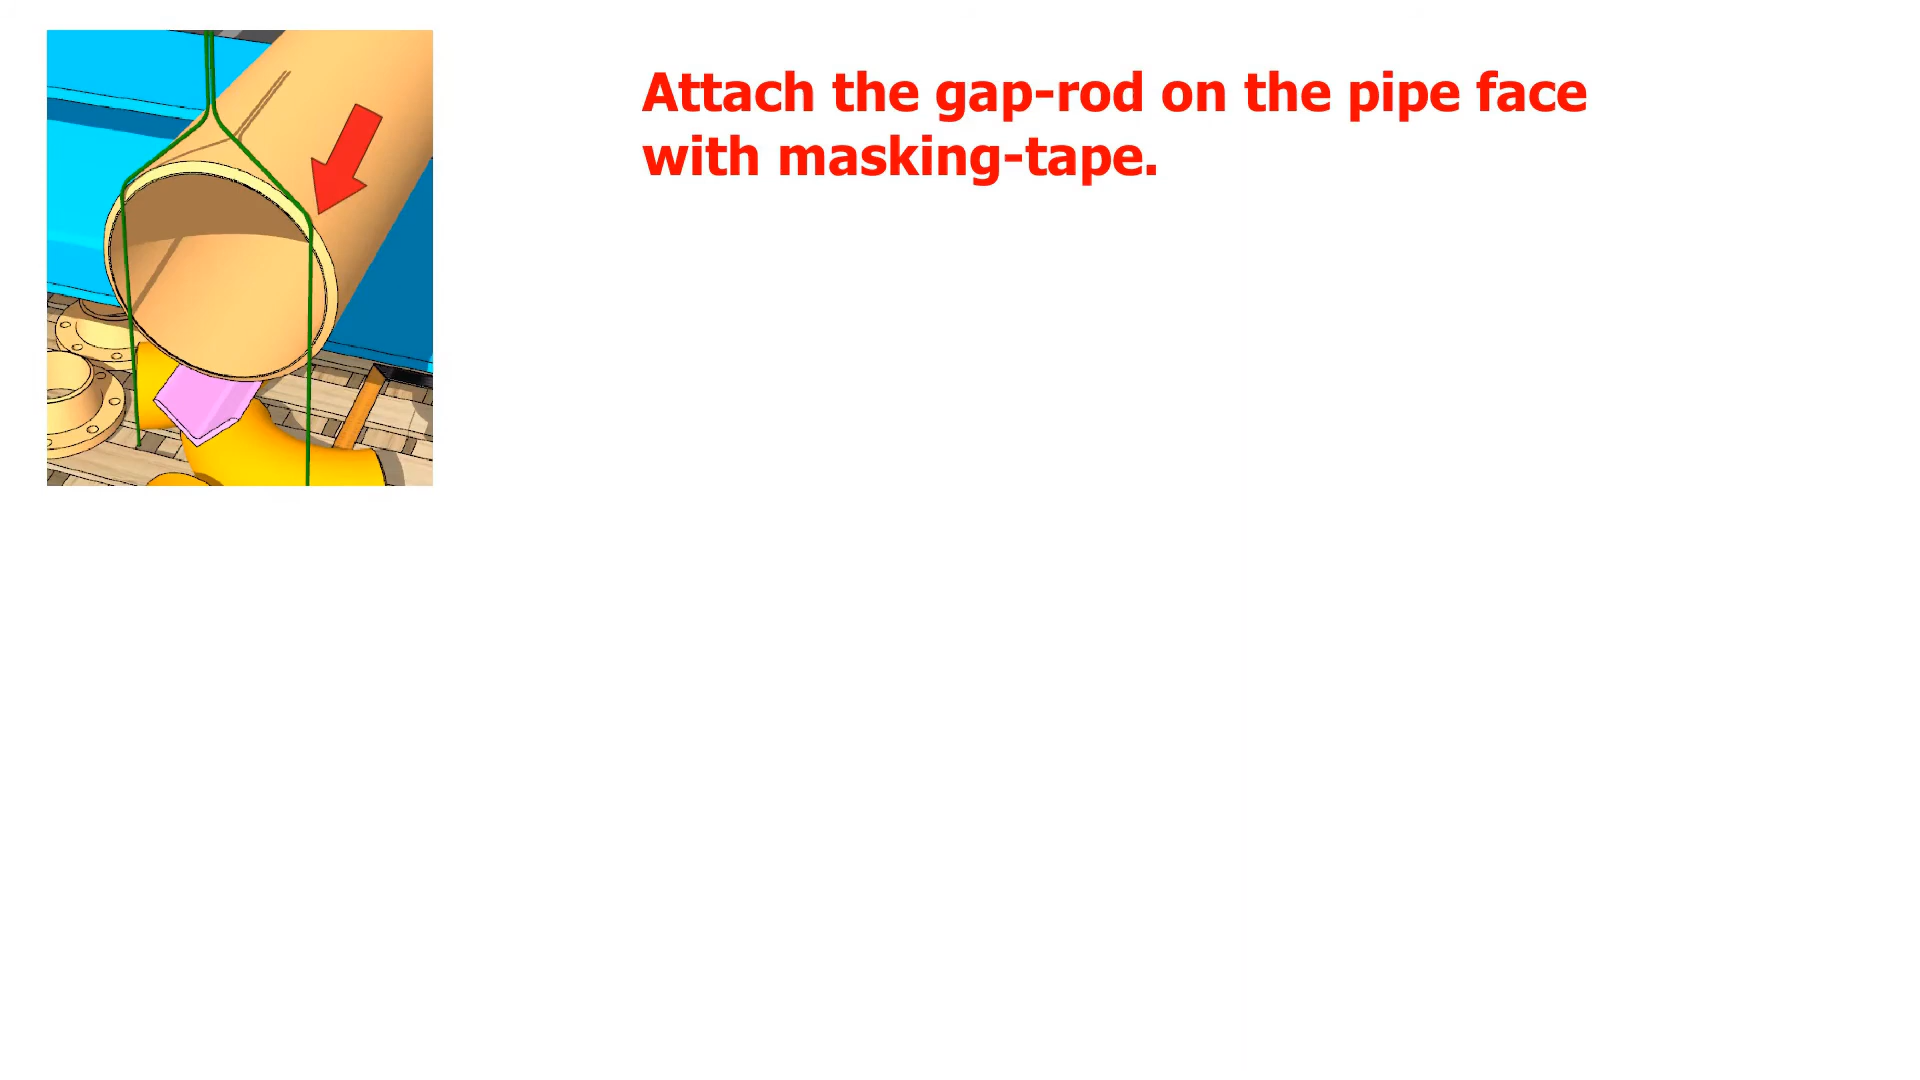 Attach the gap-rod on the pipe face
with masking-tape.